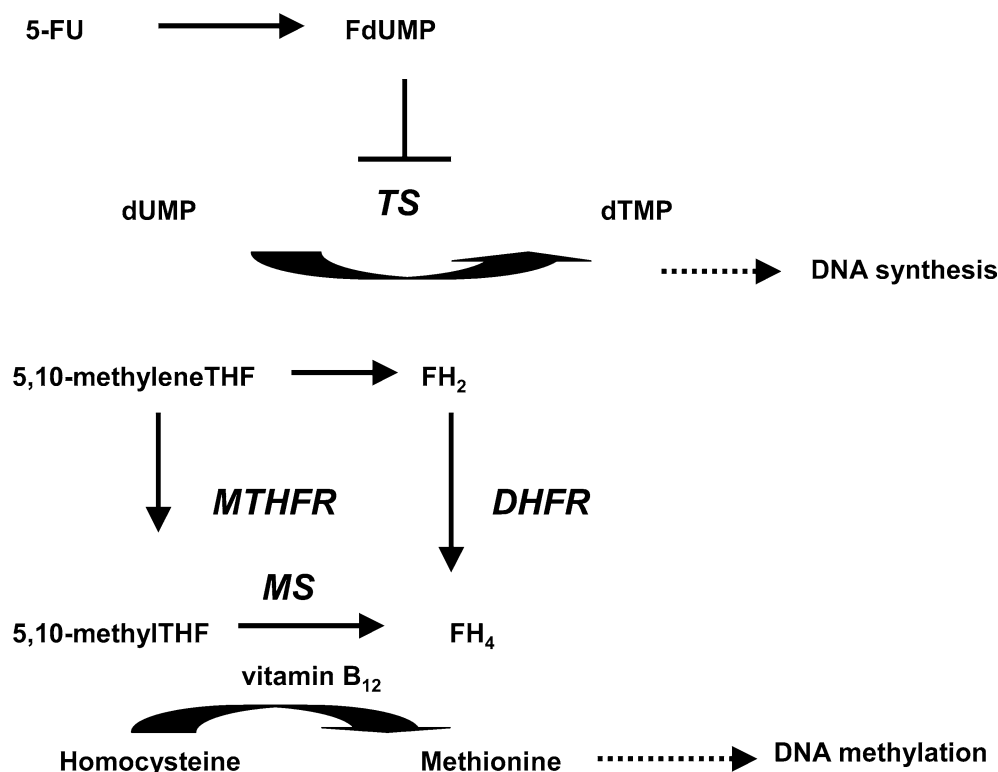 5-FU FdUMP
TS
dUMP dTMP
DNA synthesis
5,10-methyleneTHF FH₂
MTHFR DHFR
MS
5,10-methylTHF FH₄
vitamin B₁₂
Homocysteine Methionine DNA methylation